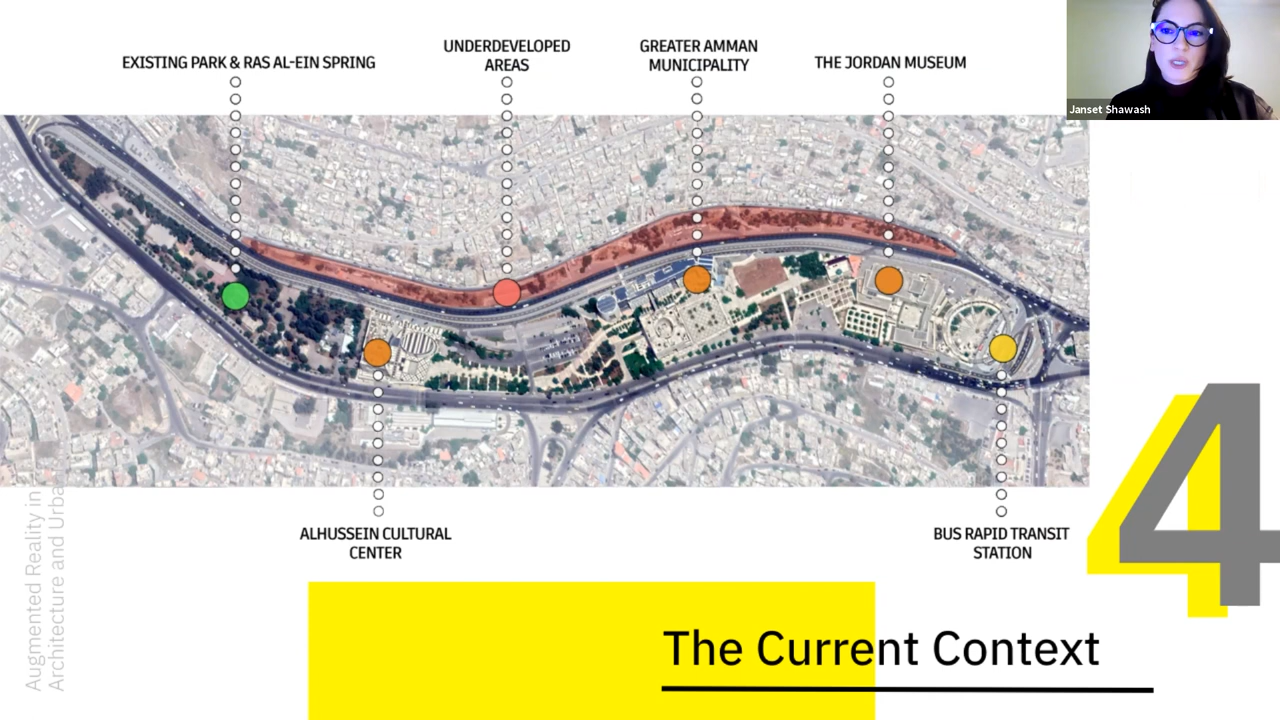 EXISTING PARK & RAS AL-EIN SPRING
UNDERDEVELOPED
AREAS
GREATER AMMAN
MUNICIPALITY
THE JORDAN MUSEUM
Janset Shawash
ALHUSSEIN CULTURAL
CENTER
BUS RAPID TRANSIT
STATION
4
Augmented Reality in
Architecture and Urba
The Current Context